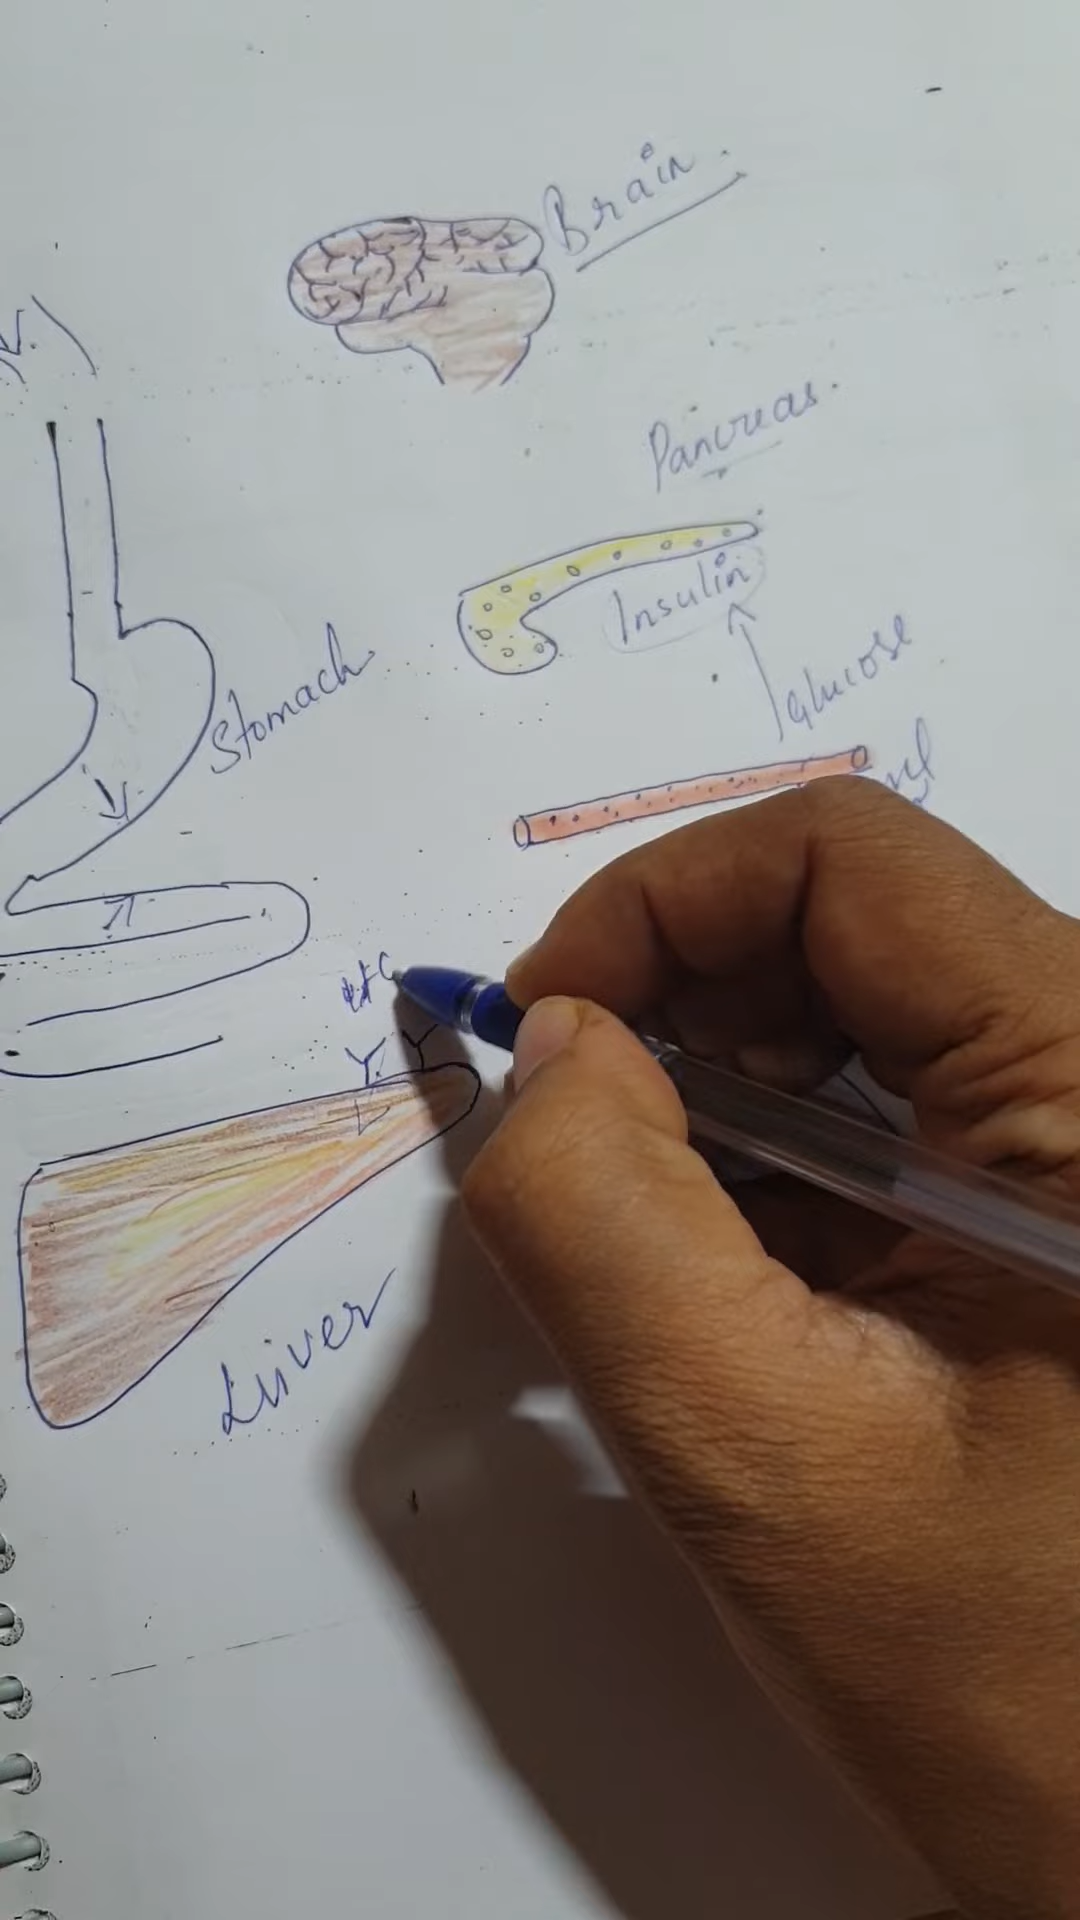 Brain.
Pancreas.
Insulin
Glucose
Stomach
Liver